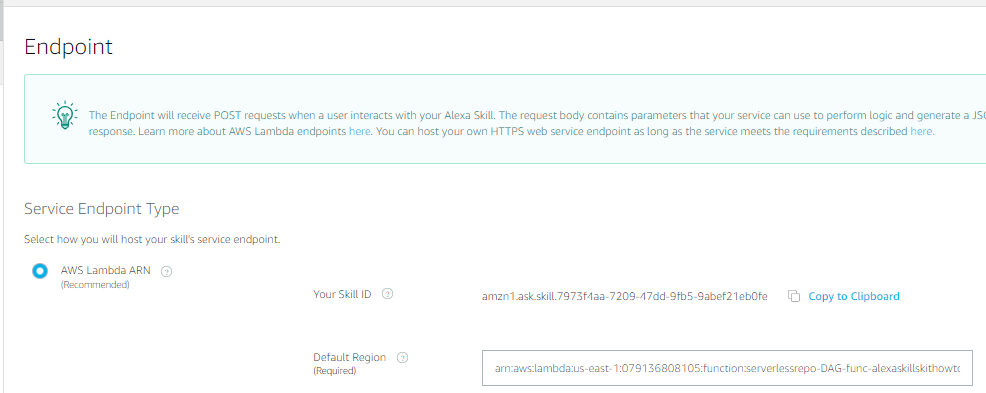 Endpoint
The Endpoint will receive POST requests when a user interacts with your Alexa Skill. The request body contains parameters that your service can use to perform logic and generate a JSO
response. Learn more about AWS Lambda endpoints here. You can host your own HTTPS web service endpoint as long as the service meets the requirements described here.
Service Endpoint Type
Select how you will host your skill's service endpoint.
AWS Lambda ARN ?
(Recommended)
Your Skill ID ? amzn1.ask.skill.7973f4aa-7209-47dd-9fb5-9abef21eb0fe Copy to Clipboard
Default Region ? arn:aws:lambda:us-east-1:079136808105:function:serverlessrepo-DAG-func-alexaskillskithowto
(Required)